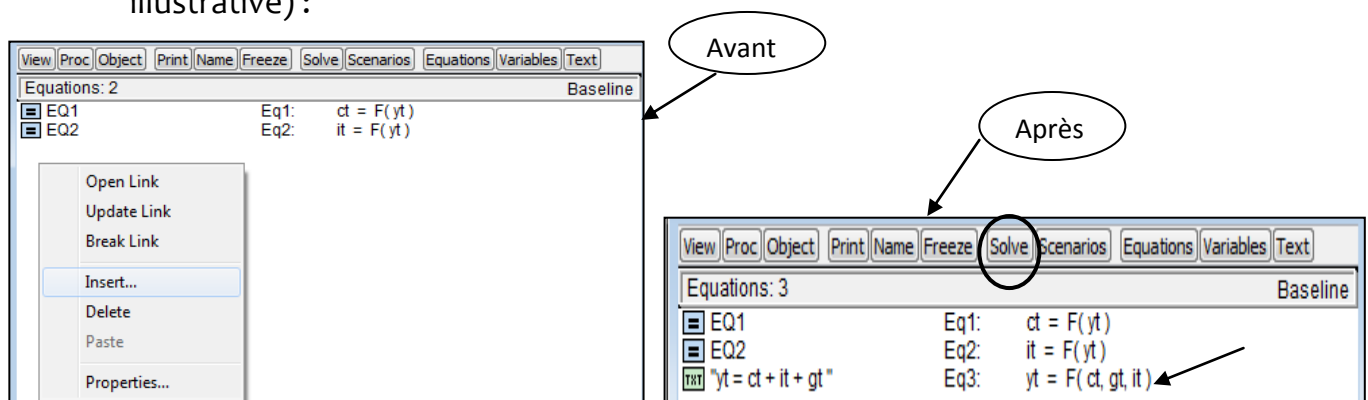 illustrative) :
Avant
View Proc Object Print Name Freeze Solve Scenarios Equations Variables Text
Equations: 2 Baseline
EQ1 Eq1: ct = F( yt )
EQ2 Eq2: it = F( yt )
Open Link
Update Link
Break Link
Insert...
Delete
Paste
Properties...
Après
View Proc Object Print Name Freeze Solve Scenarios Equations Variables Text
Equations: 3 Baseline
EQ1 Eq1: ct = F( yt )
EQ2 Eq2: it = F( yt )
TXT "yt = ct + it + gt" Eq3: yt = F( ct, gt, it )